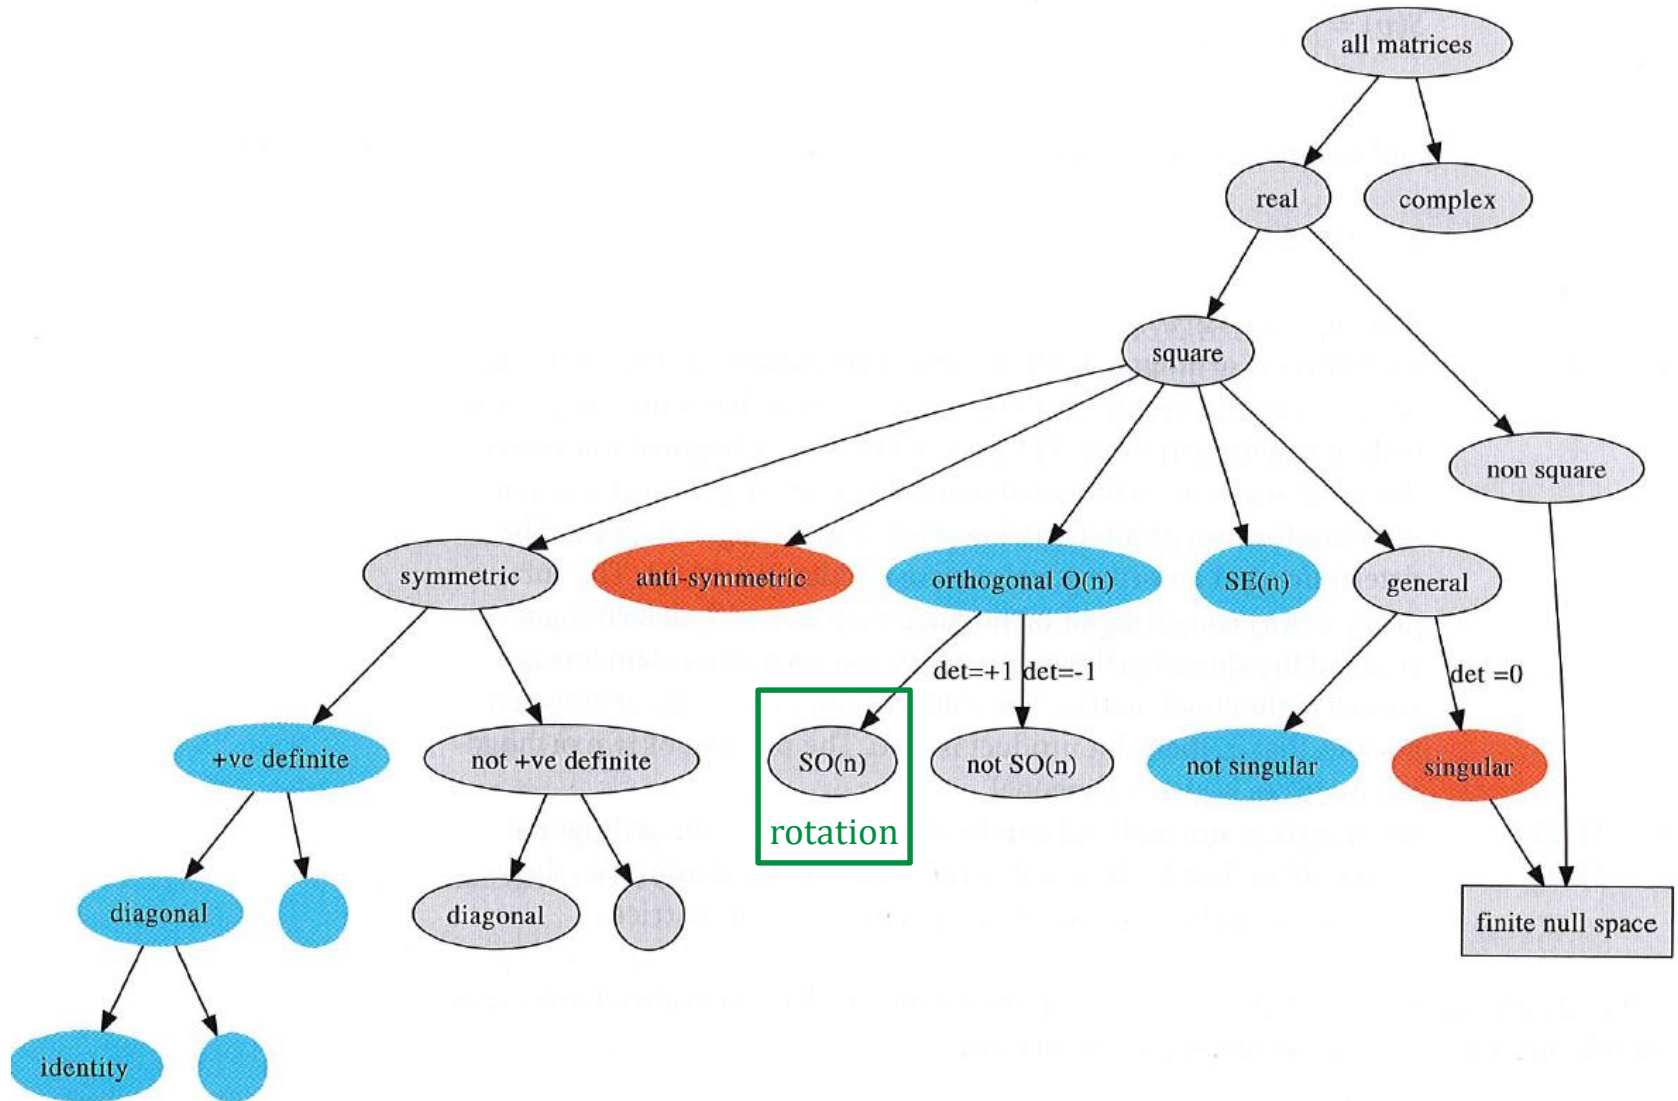 all matrices
real
complex
square
non square
symmetric
anti-symmetric
orthogonal O(n)
SE(n)
general
det=+1
det=-1
det =0
+ve definite
not +ve definite
SO(n)
not SO(n)
not singular
singular
rotation
diagonal
diagonal
finite null space
identity